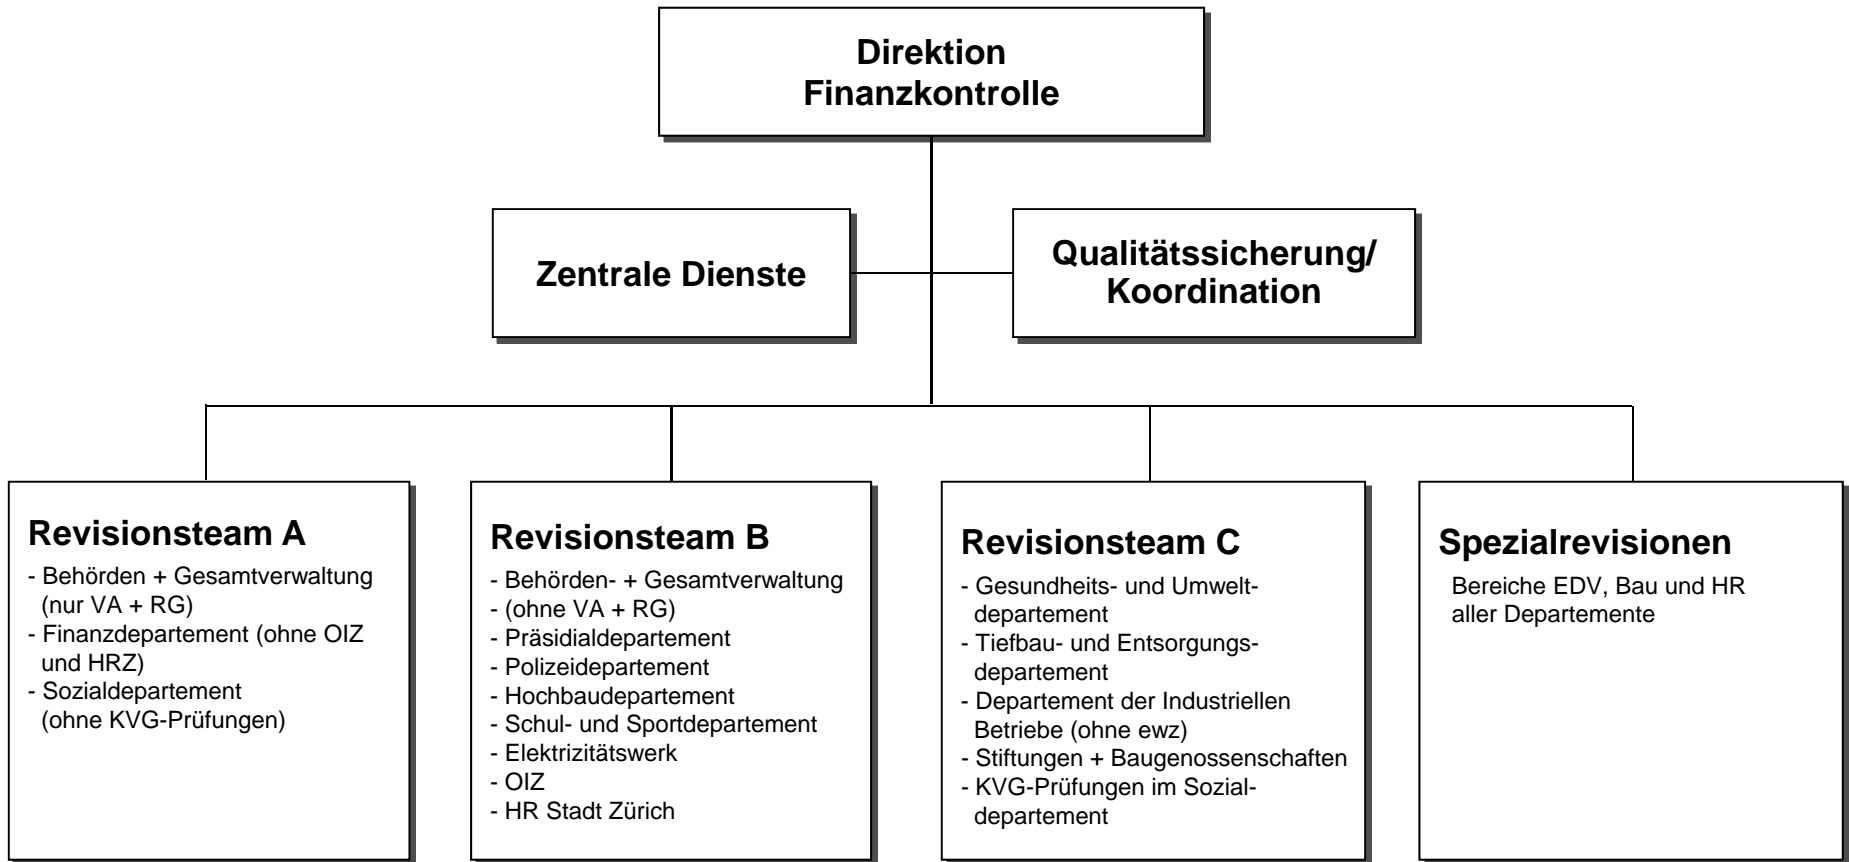 Direktion
Finanzkontrolle
Zentrale Dienste
Qualitätssicherung/
Koordination
Revisionsteam A
- Behörden + Gesamtverwaltung
(nur VA + RG)
- Finanzdepartement (ohne OIZ
und HRZ)
- Sozialdepartement
(ohne KVG-Prüfungen)
Revisionsteam B
- Behörden- + Gesamtverwaltung
- (ohne VA + RG)
- Präsidialdepartement
- Polizeidepartement
- Hochbaudepartement
- Schul- und Sportdepartement
- Elektrizitätswerk
- OIZ
- HR Stadt Zürich
Revisionsteam C
- Gesundheits- und Umwelt-
departement
- Tiefbau- und Entsorgungs-
departement
- Departement der Industriellen
Betriebe (ohne ewz)
- Stiftungen + Baugenossenschaften
- KVG-Prüfungen im Sozial-
departement
Spezialrevisionen
Bereiche EDV, Bau und HR
aller Departemente